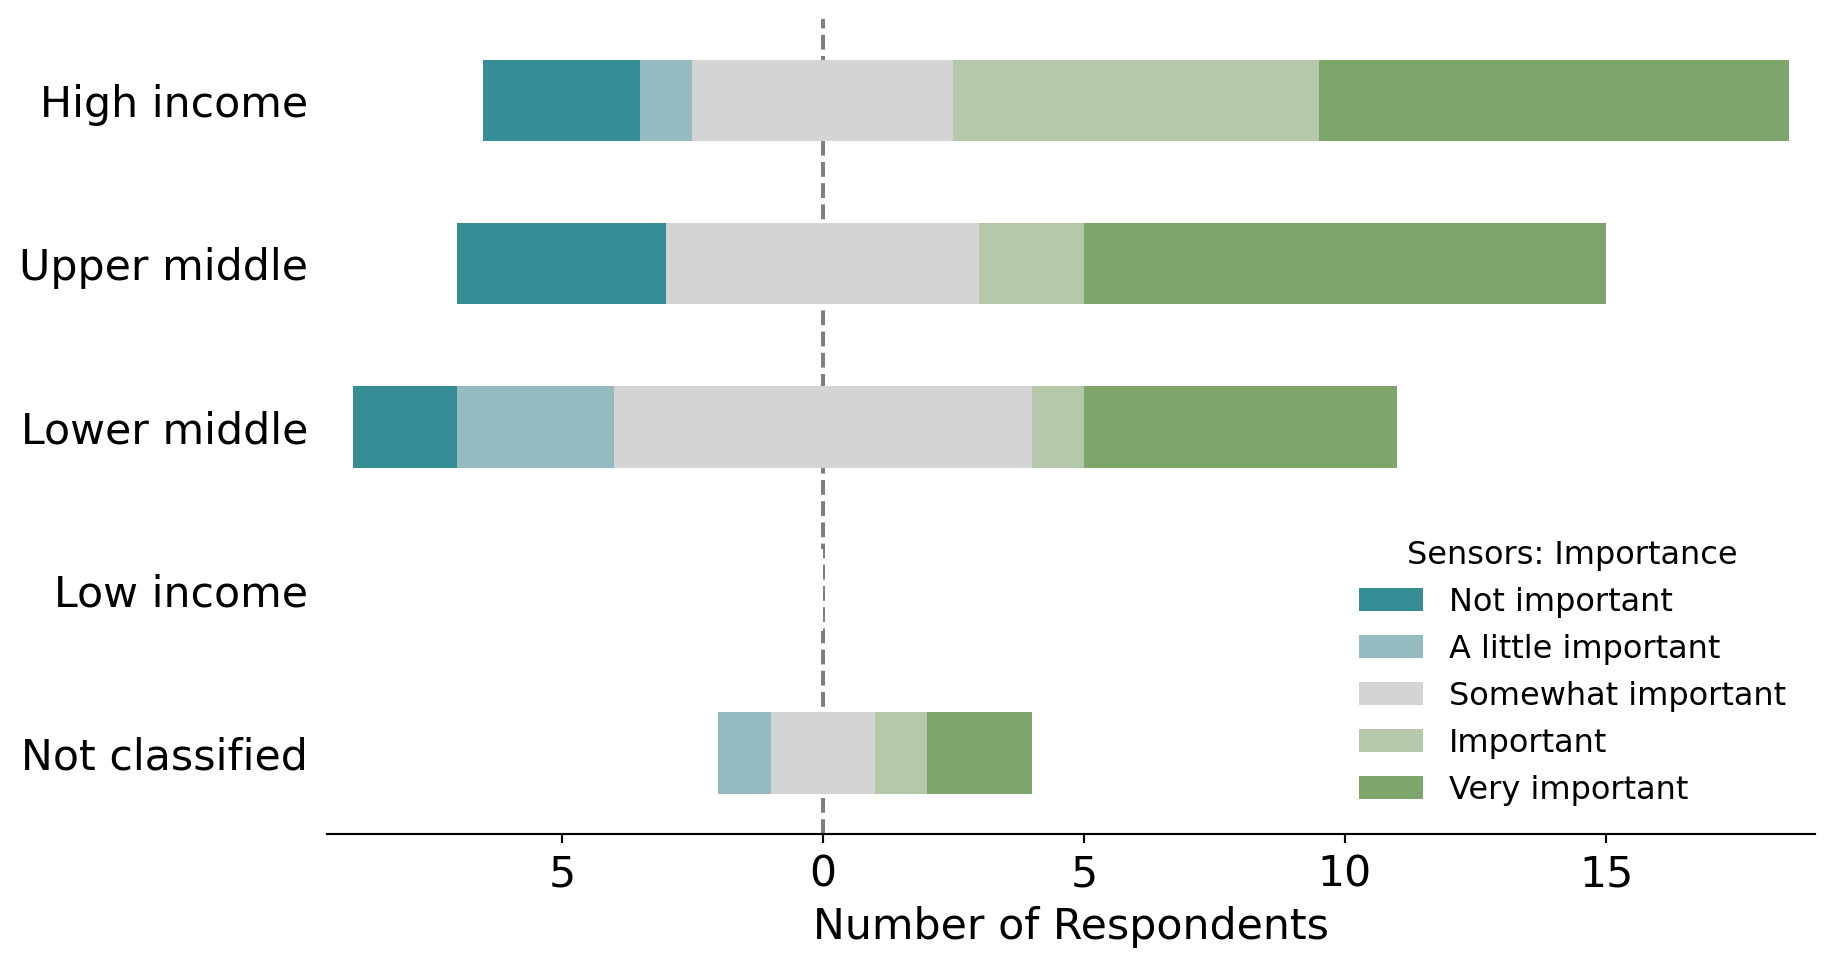 High income
Upper middle
Lower middle
Low income
Not classified
Sensors: Importance
Not important
A little important
Somewhat important
Important
Very important
5 0 5 10 15
Number of Respondents